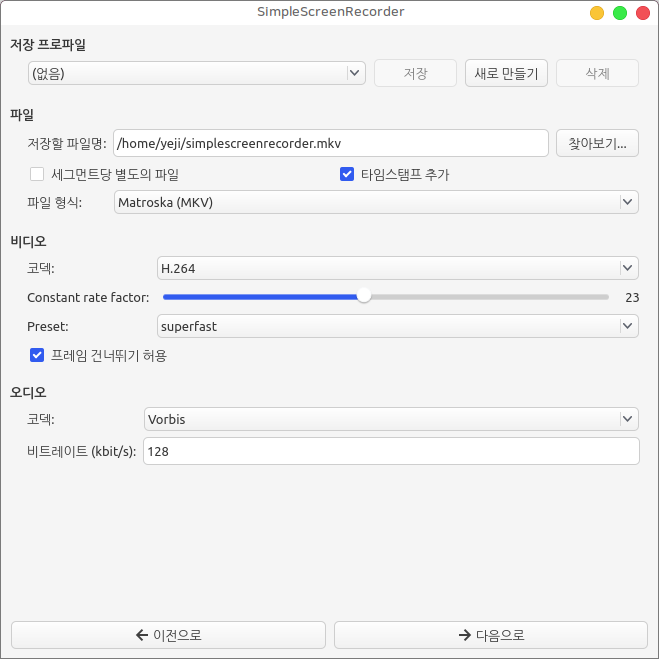 SimpleScreenRecorder
저장 프로파일
(없음) 저장 새로 만들기 삭제
파일
저장할 파일명: /home/yeji/simplescreenrecorder.mkv 찾아보기...
세그먼트당 별도의 파일 타임스탬프 추가
파일 형식: Matroska (MKV)
비디오
코덱: H.264
Constant rate factor: 23
Preset: superfast
프레임 건너뛰기 허용
오디오
코덱: Vorbis
비트레이트 (kbit/s): 128
이전으로 다음으로